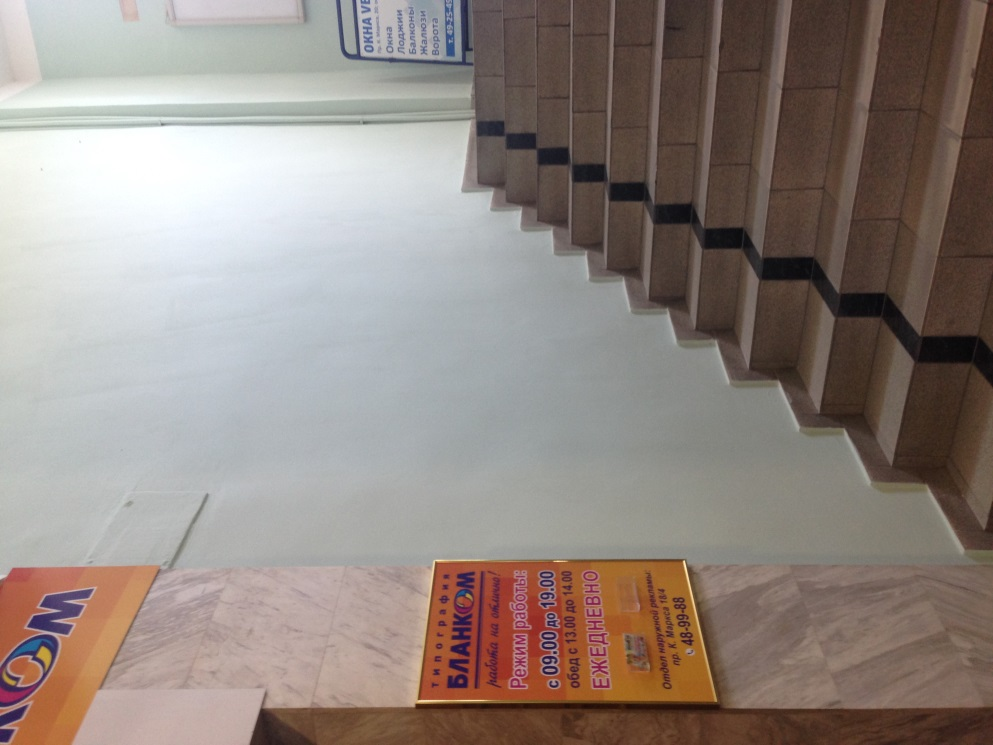 ОКНА VE
Окна
Лоджии
Балконы
Жалюзи
Ворота
КОМ
типография
БЛАНКОМ
работа на отлично!
Режим работы:
с 09.00 до 19.00
обед с 13.00 до 14.00
ЕЖЕДНЕВНО
Отдел наружной рекламы:
пр. К. Маркса 18/4
48-99-88